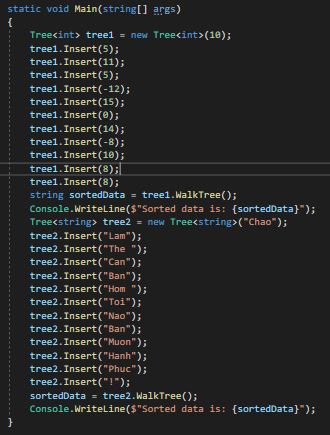 static void Main(string[] args)
{
Tree<int> tree1 = new Tree<int>(10);
tree1.Insert(5);
tree1.Insert(11);
tree1.Insert(5);
tree1.Insert(-12);
tree1.Insert(15);
tree1.Insert(0);
tree1.Insert(14);
tree1.Insert(-8);
tree1.Insert(10);
tree1.Insert(8);
tree1.Insert(8);
string sortedData = tree1.WalkTree();
Console.WriteLine($"Sorted data is: {sortedData}");
Tree<string> tree2 = new Tree<string>("Chao");
tree2.Insert("Lam");
tree2.Insert("The ");
tree2.Insert("Can");
tree2.Insert("Ban");
tree2.Insert("Hom ");
tree2.Insert("Toi");
tree2.Insert("Nao");
tree2.Insert("Ban");
tree2.Insert("Muon");
tree2.Insert("Hanh");
tree2.Insert("Phuc");
tree2.Insert("!");
sortedData = tree2.WalkTree();
Console.WriteLine($"Sorted data is: {sortedData}");
}